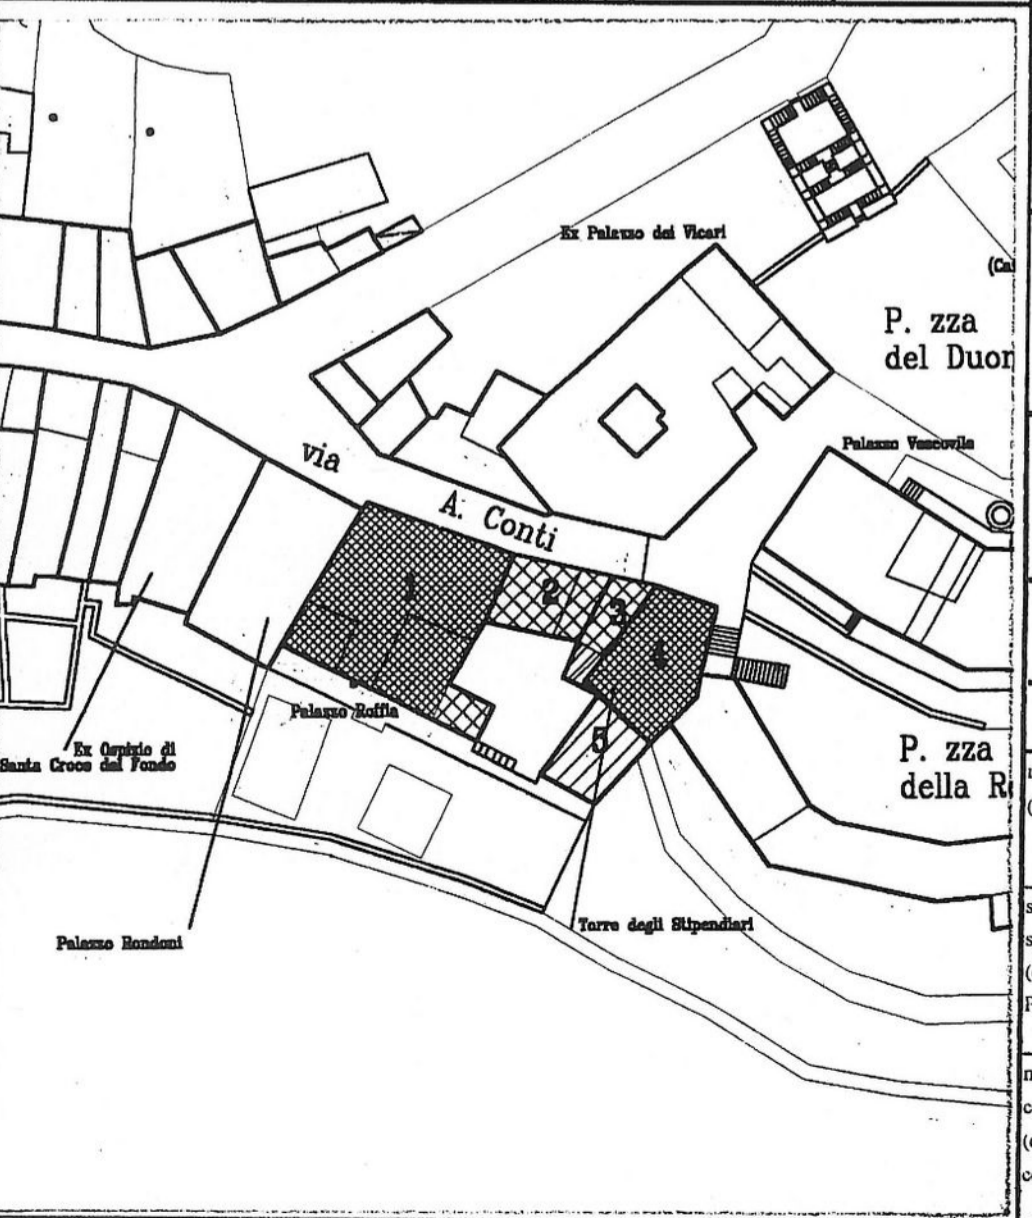 Ex Palazzo dei Vicari
P. zza
del Duom
Palazzo Vescovile
via
A. Conti
1
2
3
4
5
Palazzo Roffia
Ex Ospizio di
Santa Croce del Fondo
P. zza
della R
Torre degli Stipendiari
Palazzo Rondoni